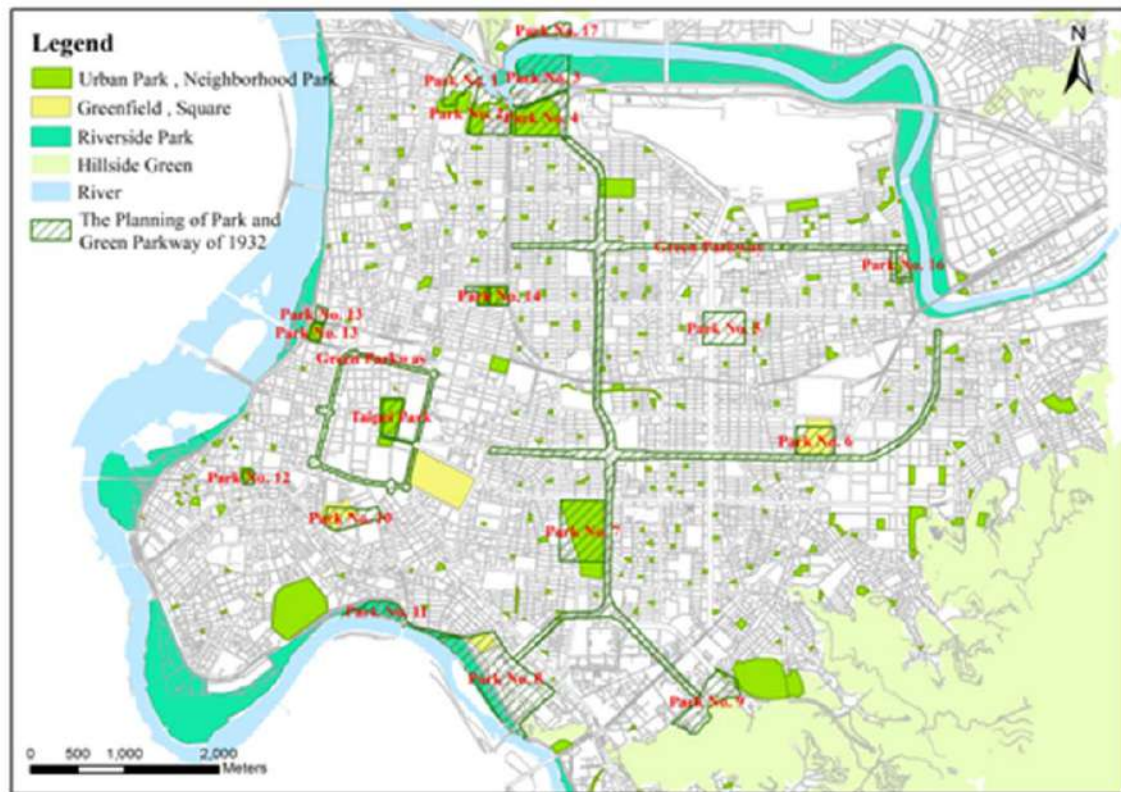 Legend
Urban Park , Neighborhood Park
Greenfield , Square
Riverside Park
Hillside Green
River
The Planning of Park and
Green Parkway of 1932
N
Park No. 17
Park No. 1
Park No. 3
Park No. 2
Park No. 4
Green Parkway
Park No. 16
Park No. 14
Park No. 13
Park No. 13
Park No. 5
Green Parkway
Taipei Park
Park No. 6
Park No. 12
Park No. 10
Park No. 7
Park No. 11
Park No. 8
Park No. 9
0 500 1,000 2,000
Meters